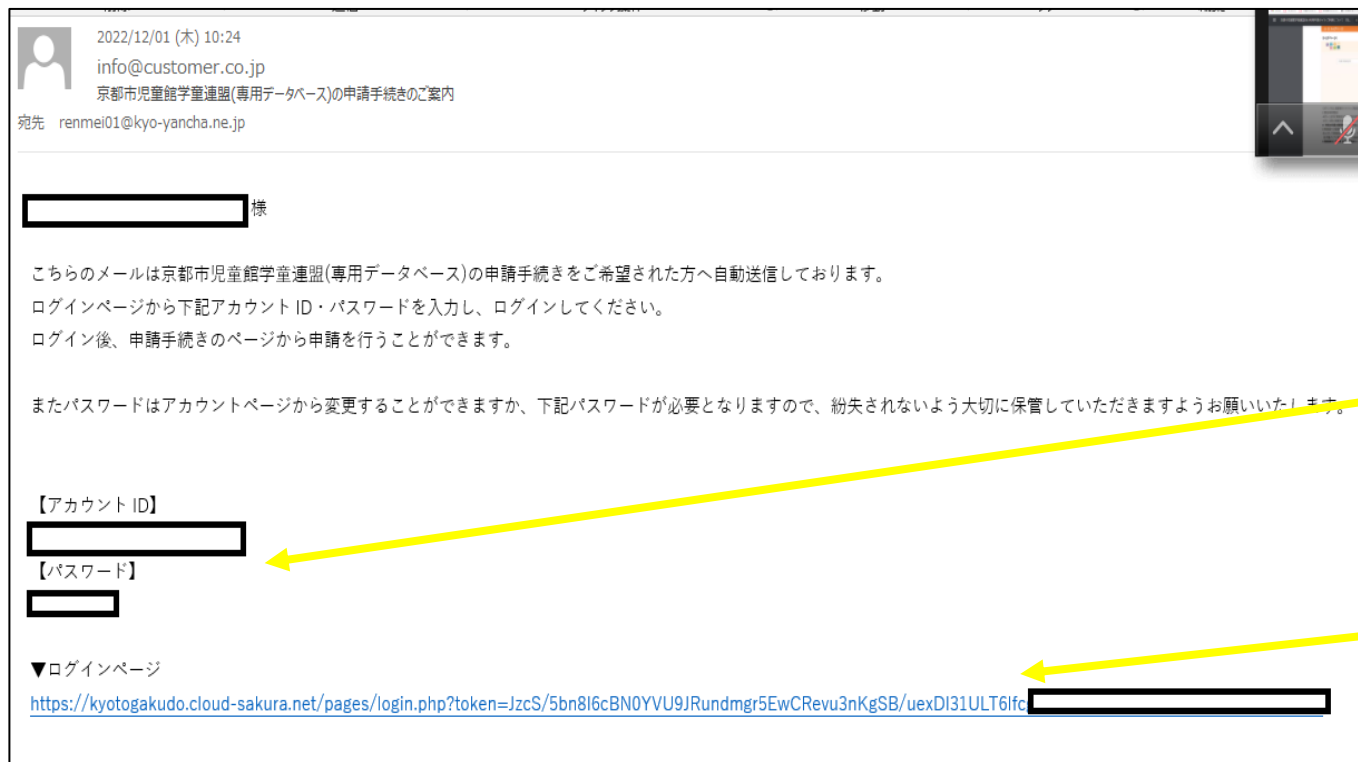 2022/12/01 (木) 10:24
info@customer.co.jp
京都市児童館学童連盟(専用データベース)の申請手続きのご案内
宛先 renmei01@kyo-yancha.ne.jp
様
こちらのメールは京都市児童館学童連盟(専用データベース)の申請手続きをご希望された方へ自動送信しております。
ログインページから下記アカウント ID・パスワードを入力し、ログインしてください。
ログイン後、申請手続きのページから申請を行うことができます。
またパスワードはアカウントページから変更することができますか、下記パスワードが必要となりますので、紛失されないよう大切に保管していただきますようお願いいたします。
【アカウント ID】
【パスワード】
▼ログインページ
https://kyotogakudo.cloud-sakura.net/pages/login.php?token=JzcS/5bn8I6cBN0YVU9JRundmgr5EwCRevu3nKgSB/uexDI31ULT6lfc